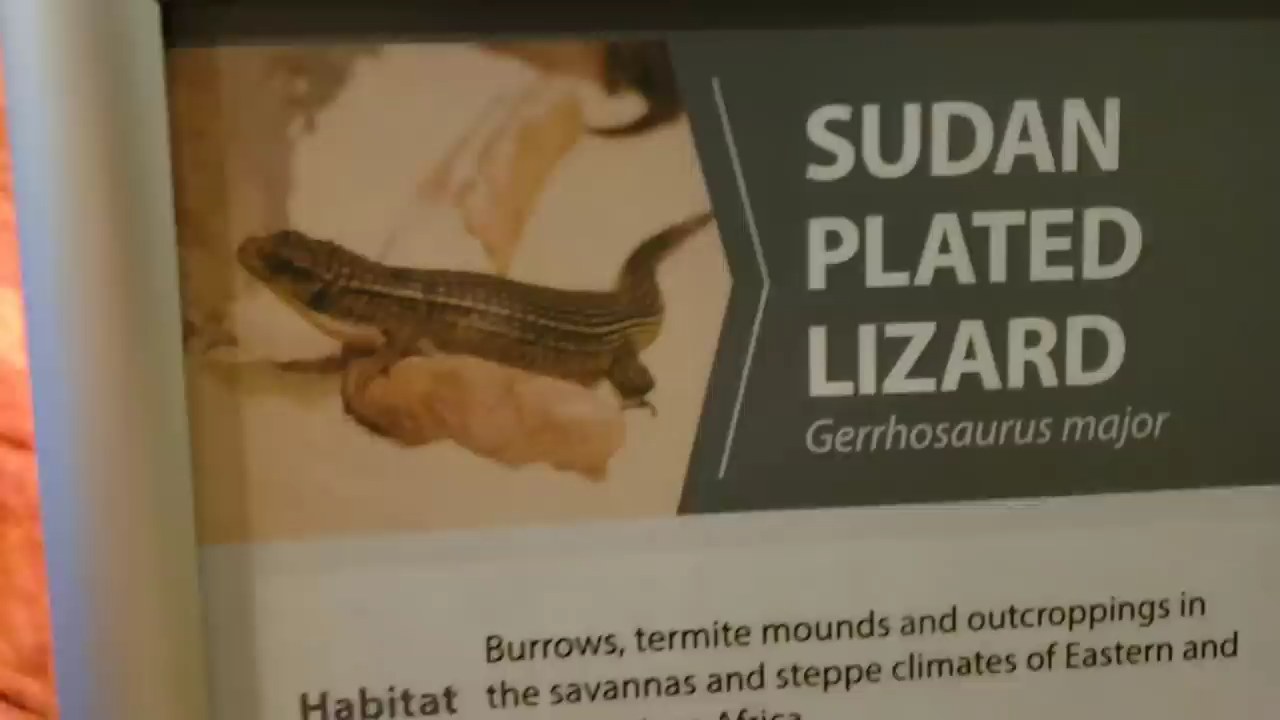 SUDAN
PLATED
LIZARD
Gerrhosaurus major
Burrows, termite mounds and outcroppings in
Habitat the savannas and steppe climates of Eastern and
Africa